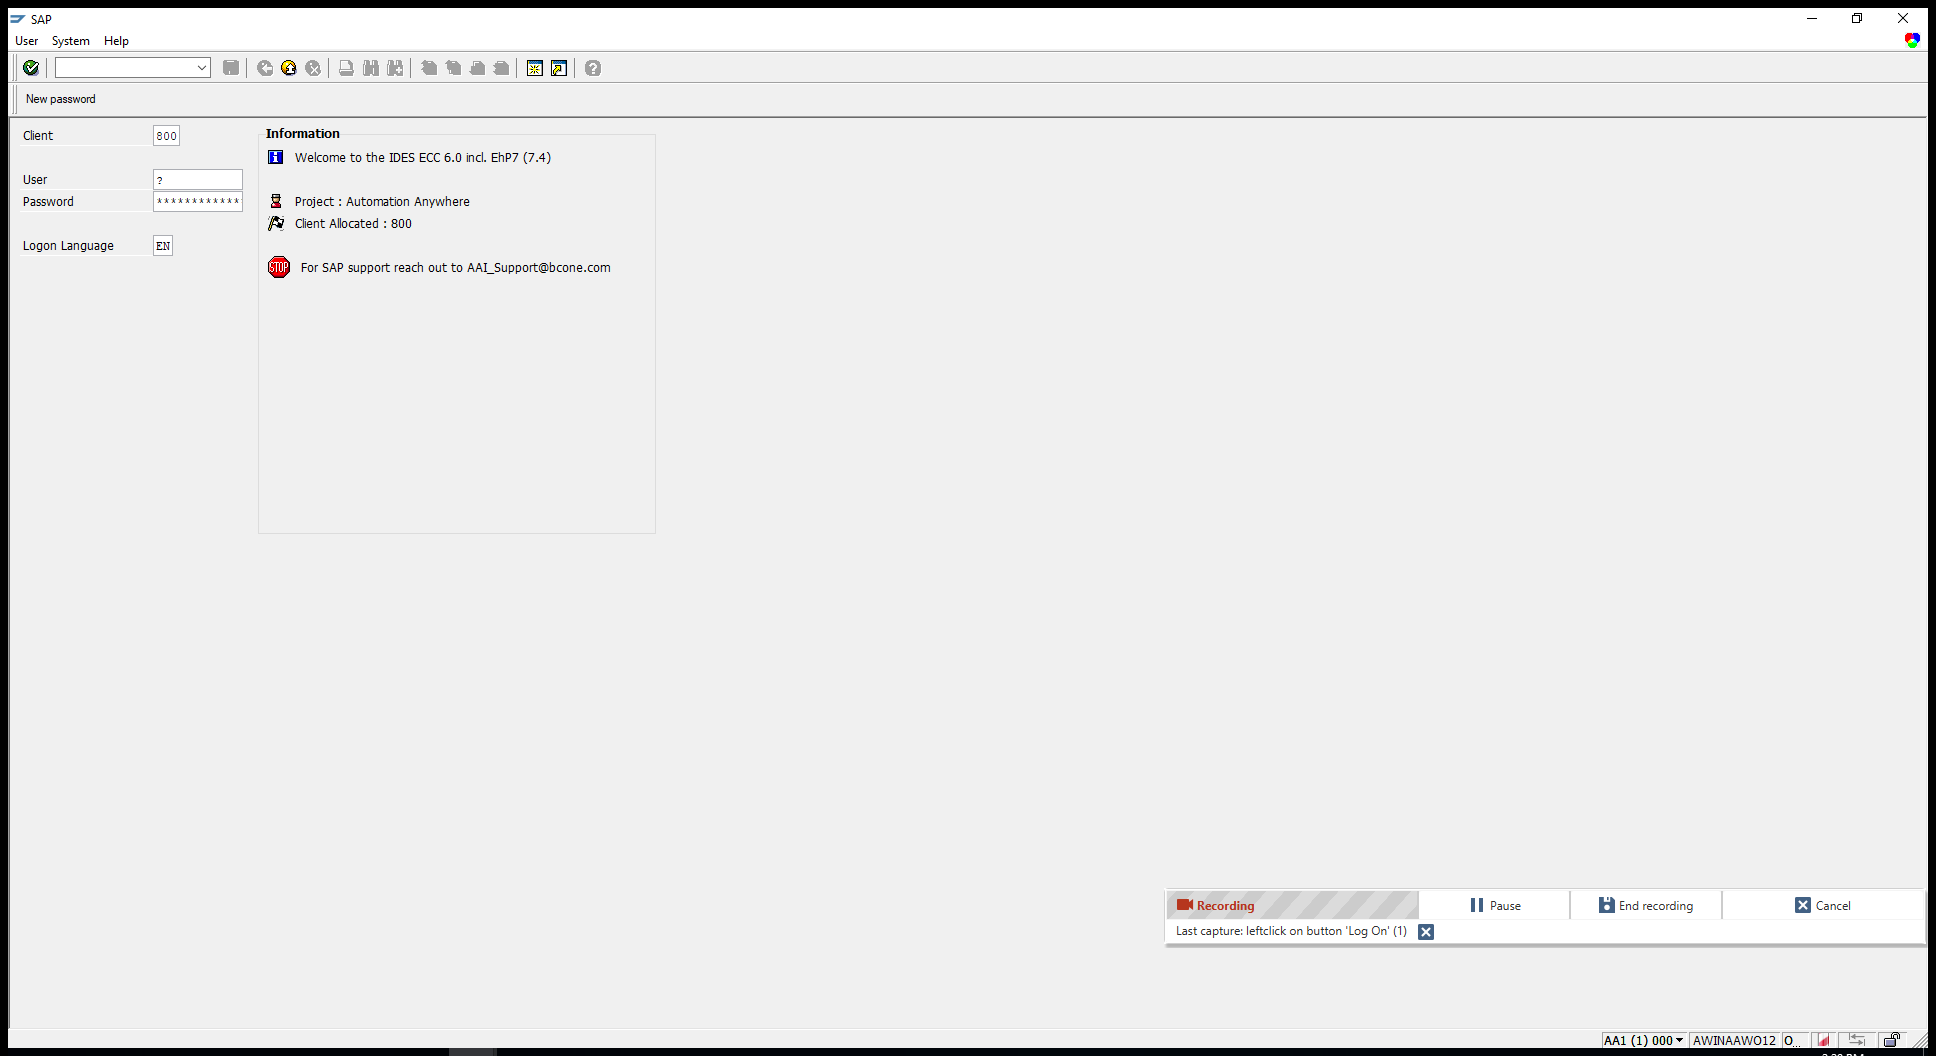 SAP
User System Help
New password
Client 800
User ?
Password ************
Logon Language EN
Information
Welcome to the IDES ECC 6.0 incl. EhP7 (7.4)
Project : Automation Anywhere
Client Allocated : 800
STOP For SAP support reach out to AAI_Support@bcone.com
Recording Pause End recording Cancel
Last capture: leftclick on button 'Log On' (1)
AA1 (1) 000 AWINAAWO12 O...